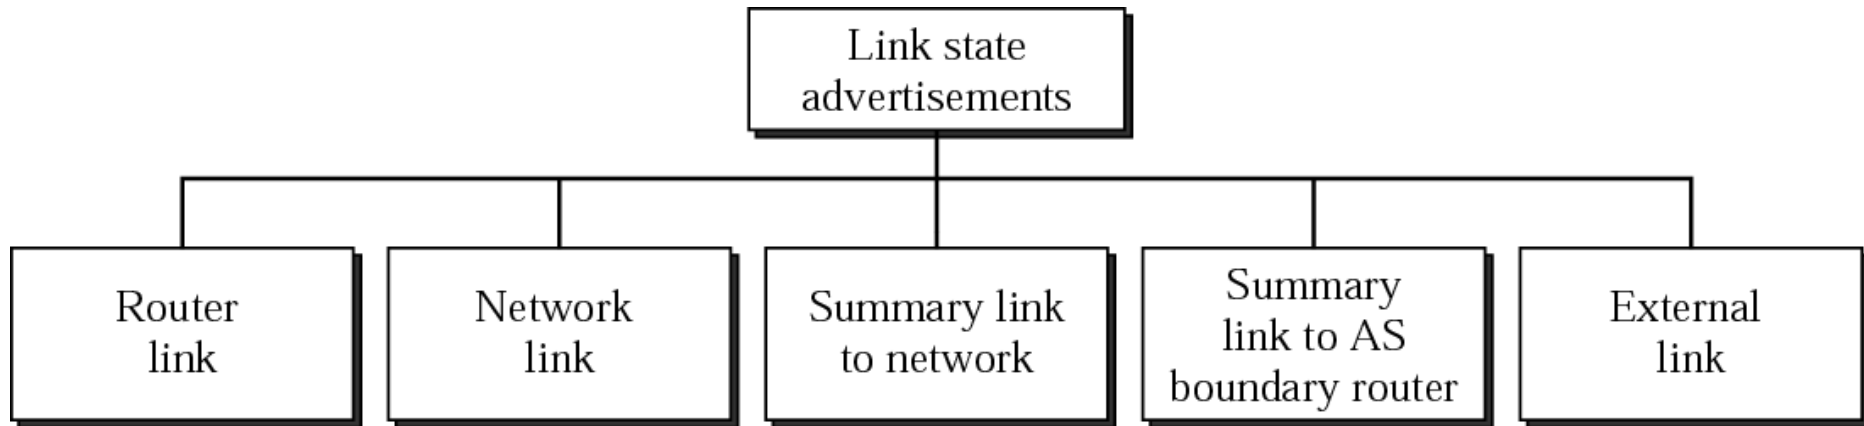 Link state
advertisements
Router
link
Network
link
Summary link
to network
Summary
link to AS
boundary router
External
link